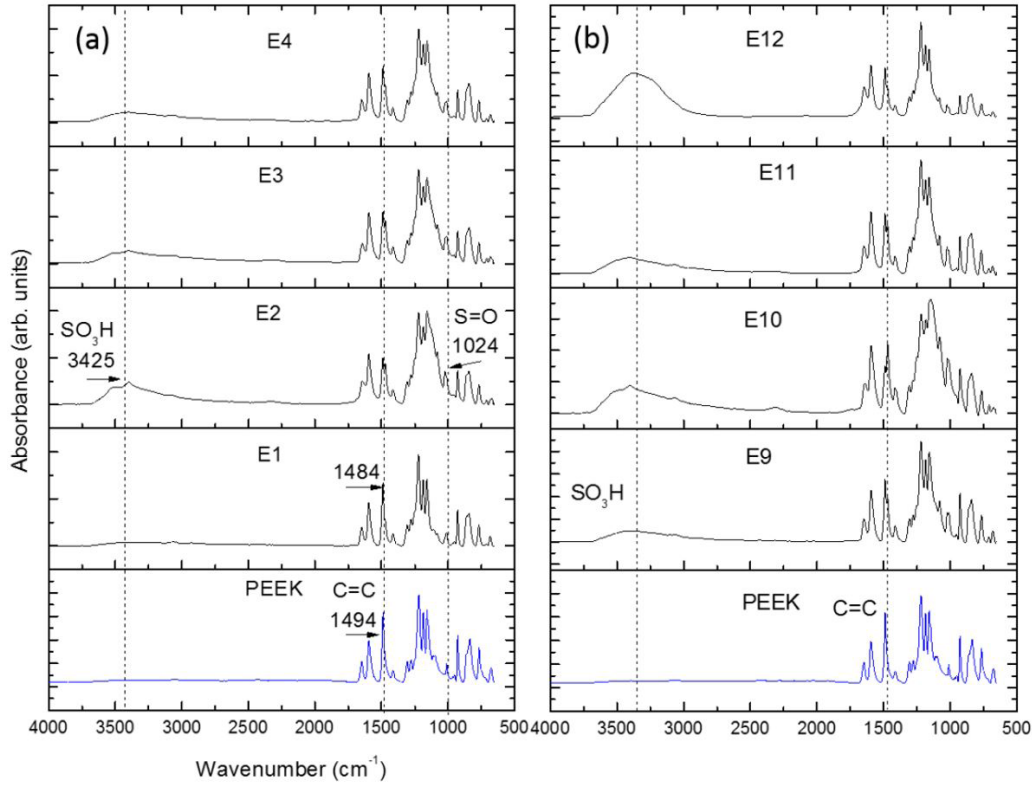 (a)
E4
E3
E2
SO3H
3425
S=O
1024
E1
1484
PEEK
C=C
1494
4000 3500 3000 2500 2000 1500 1000 500
(b)
E12
E11
E10
E9
SO3H
PEEK
C=C
4000 3500 3000 2500 2000 1500 1000 500
Absorbance (arb. units)
Wavenumber (cm-1)